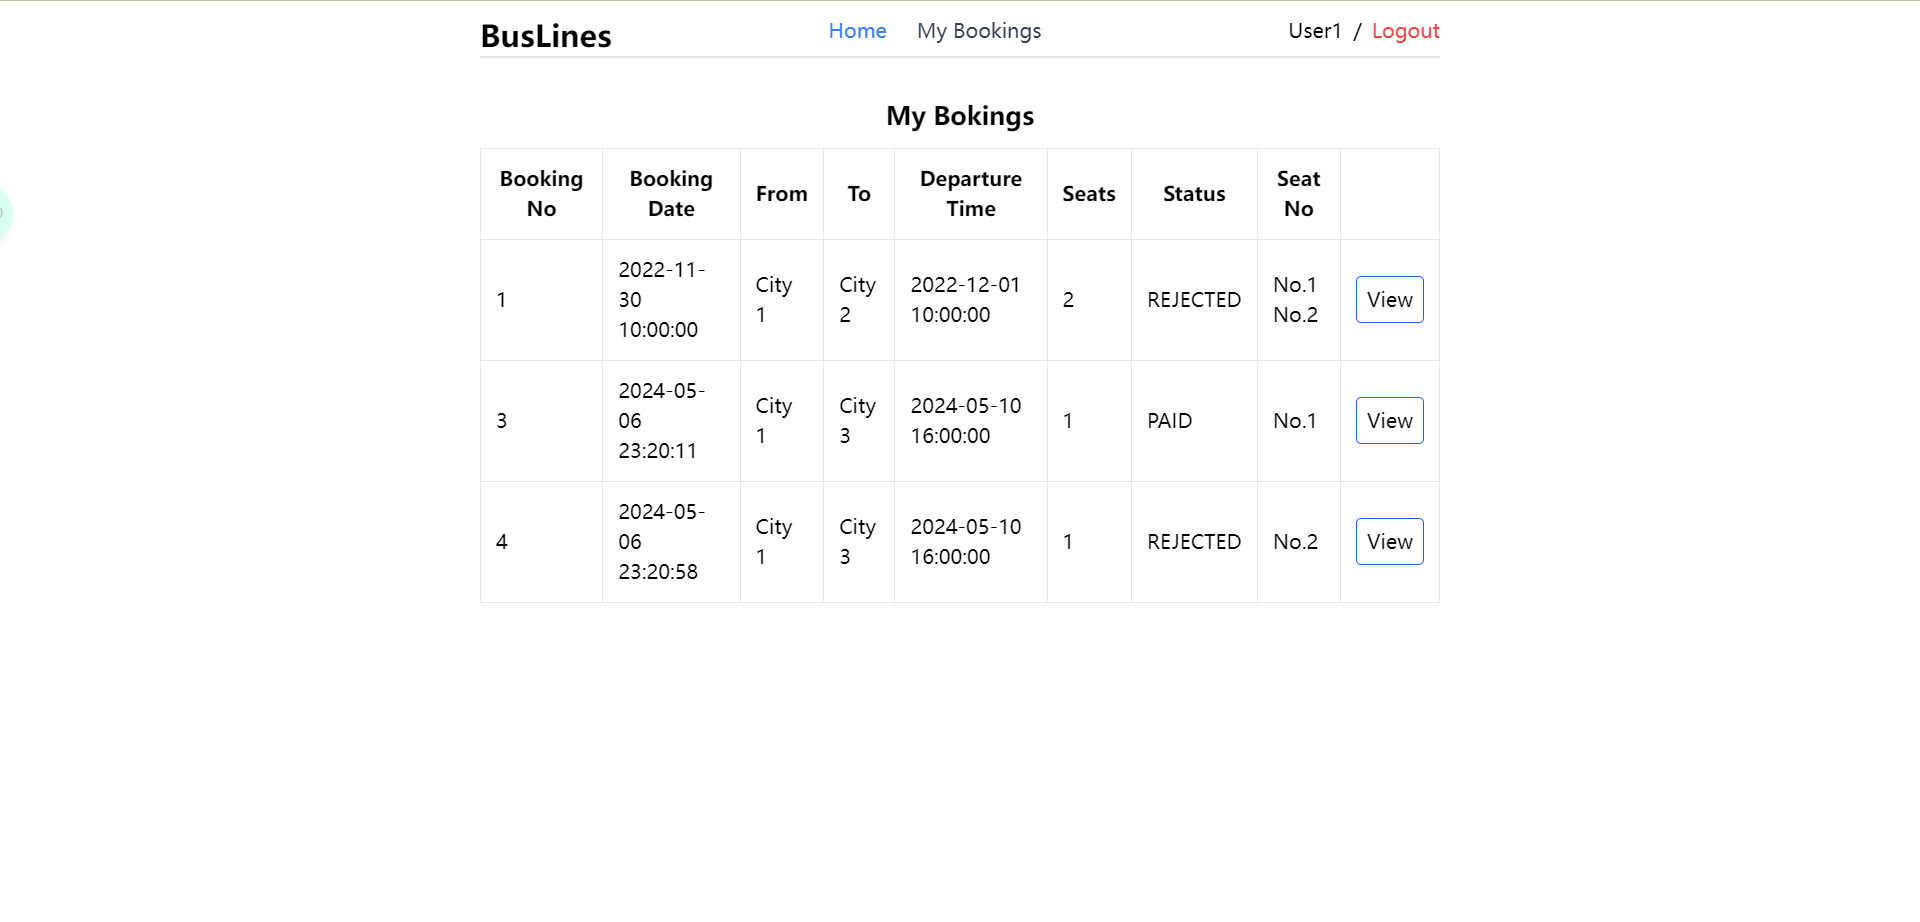 BusLines Home My Bookings User1 / Logout
My Bokings
Booking No Booking Date From To Departure Time Seats Status Seat No
1 2022-11-30 10:00:00 City 1 City 2 2022-12-01 10:00:00 2 REJECTED No.1 No.2 View
3 2024-05-06 23:20:11 City 1 City 3 2024-05-10 16:00:00 1 PAID No.1 View
4 2024-05-06 23:20:58 City 1 City 3 2024-05-10 16:00:00 1 REJECTED No.2 View